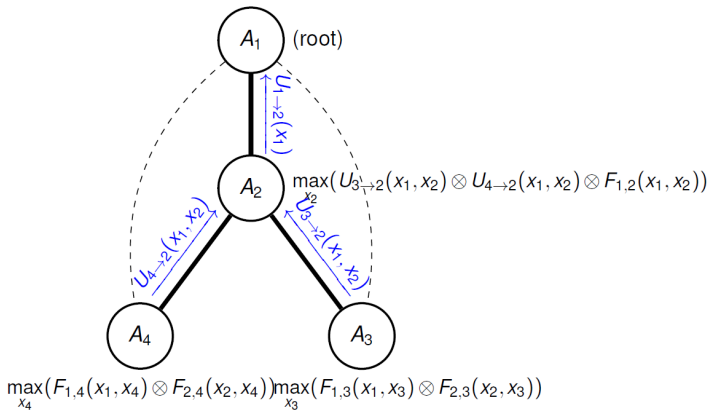 A₁ (root)
U₁→₂(x₁)
A₂
max(U₃→₂(x₁, x₂) ⊗ U₄→₂(x₁, x₂) ⊗ F₁,₂(x₁, x₂))
x₂
U₄→₂(x₁, x₂)
U₃→₂(x₁, x₂)
A₄ A₃
max(F₁,₄(x₁, x₄) ⊗ F₂,₄(x₂, x₄)) max(F₁,₃(x₁, x₃) ⊗ F₂,₃(x₂, x₃))
x₄ x₃